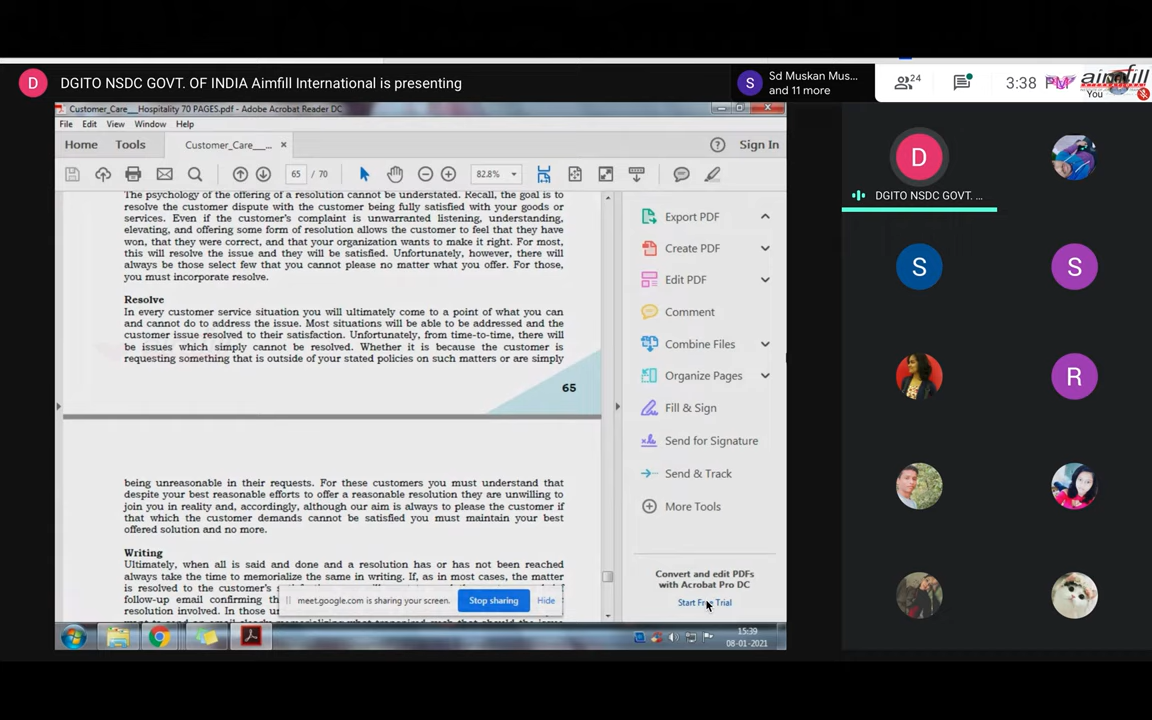 DGITO NSDC GOVT. OF INDIA Aimfill International is presenting
Sd Muskan Mus...
and 11 more
24
3:38 PM
aimfill
You
Customer_Care__Hospitality 70 PAGES.pdf - Adobe Acrobat Reader DC
File Edit View Window Help
Home Tools Customer_Care__... × Sign In
65 / 70 82.8%
The psychology of the offering of a resolution cannot be understated. Recall, the goal is to
resolve the customer dispute with the customer being fully satisfied with your goods or
services. Even if the customer's complaint is unwarranted listening, understanding,
elevating, and offering some form of resolution allows the customer to feel that they have
won, that they were correct, and that your organization wants to make it right. For most,
this will resolve the issue and they will be satisfied. Unfortunately, however, there will
always be those select few that you cannot please no matter what you offer. For those,
you must incorporate resolve.
Resolve
In every customer service situation you will ultimately come to a point of what you can
and cannot do to address the issue. Most situations will be able to be addressed and the
customer issue resolved to their satisfaction. Unfortunately, from time-to-time, there will
be issues which simply cannot be resolved. Whether it is because the customer is
requesting something that is outside of your stated policies on such matters or are simply
65
being unreasonable in their requests. For these customers you must understand that
despite your best reasonable efforts to offer a reasonable resolution they are unwilling to
join you in reality and, accordingly, although our aim is always to please the customer if
that which the customer demands cannot be satisfied you must maintain your best
offered solution and no more.
Writing
Ultimately, when all is said and done and a resolution has or has not been reached
always take the time to memorialize the same in writing. If, as in most cases, the matter
is resolved to the customer's
follow-up email confirming th
resolution involved. In those
meet.google.com is sharing your screen. Stop sharing Hide
Export PDF
Create PDF
Edit PDF
Comment
Combine Files
Organize Pages
Fill & Sign
Send for Signature
Send & Track
More Tools
Convert and edit PDFs
with Acrobat Pro DC
Start Free Trial
15:39
08-01-2021
D
DGITO NSDC GOVT. ...
S
S
R